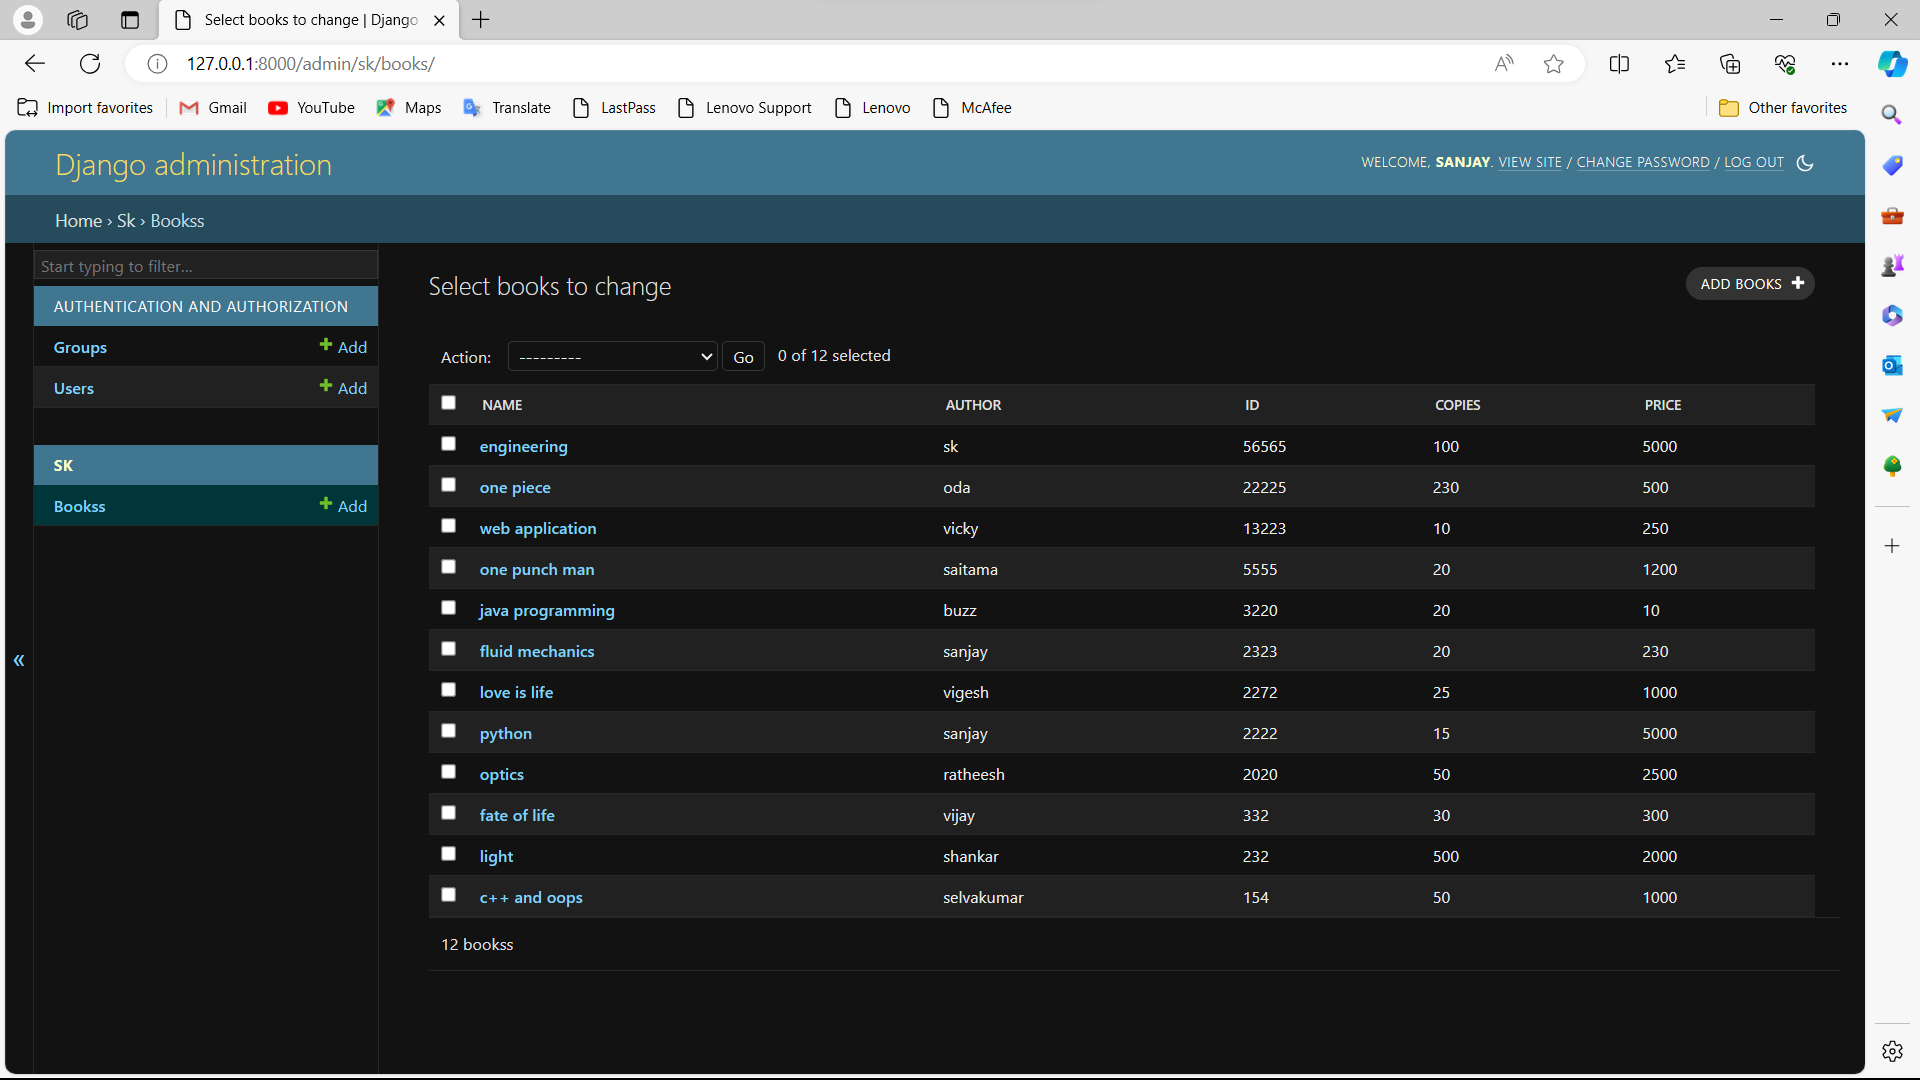 Select books to change | Django
127.0.0.1:8000/admin/sk/books/
Import favorites Gmail YouTube Maps Translate LastPass Lenovo Support Lenovo McAfee Other favorites
Django administration
WELCOME, SANJAY. VIEW SITE / CHANGE PASSWORD / LOG OUT
Home › Sk › Bookss
Start typing to filter...
AUTHENTICATION AND AUTHORIZATION
Groups + Add
Users + Add
SK
Bookss + Add
«
Select books to change
ADD BOOKS +
Action: --------- Go 0 of 12 selected
NAME AUTHOR ID COPIES PRICE
engineering sk 56565 100 5000
one piece oda 22225 230 500
web application vicky 13223 10 250
one punch man saitama 5555 20 1200
java programming buzz 3220 20 10
fluid mechanics sanjay 2323 20 230
love is life vigesh 2272 25 1000
python sanjay 2222 15 5000
optics ratheesh 2020 50 2500
fate of life vijay 332 30 300
light shankar 232 500 2000
c++ and oops selvakumar 154 50 1000
12 bookss